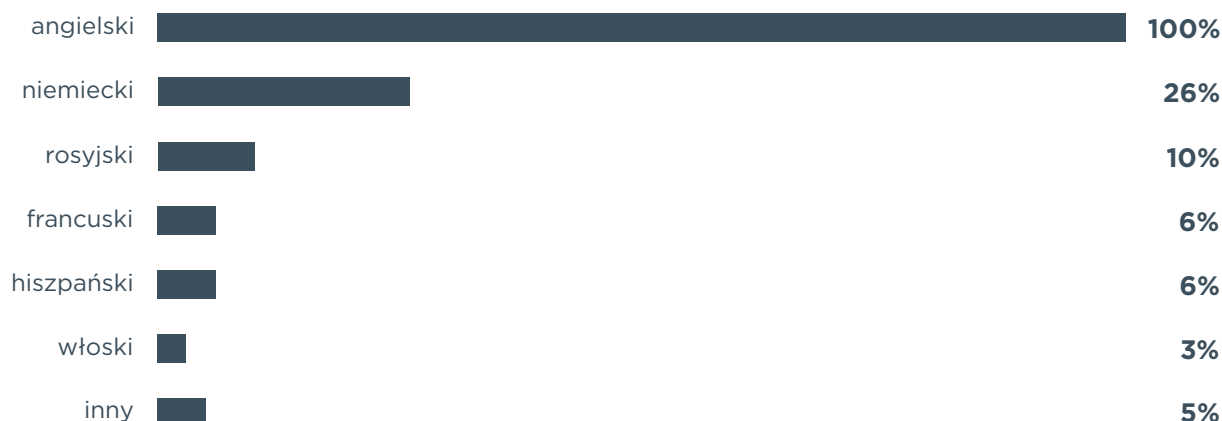 angielski 100%
niemiecki 26%
rosyjski 10%
francuski 6%
hiszpański 6%
włoski 3%
inny 5%